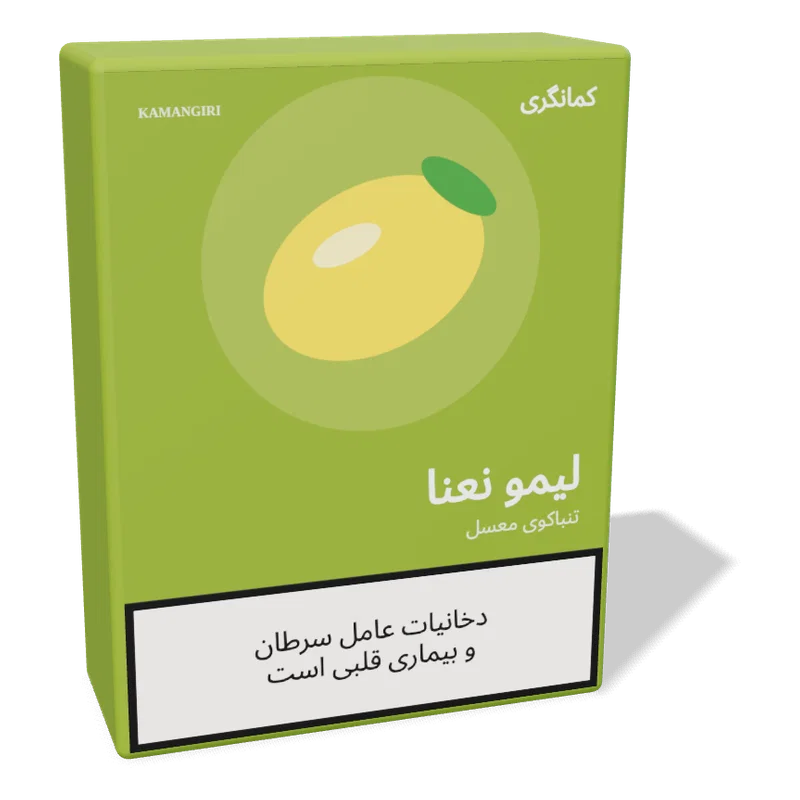 کمانگری
KAMANGIRI
لیمو نعنا
تنباکوی معسل
دخانیات عامل سرطان
و بیماری قلبی است